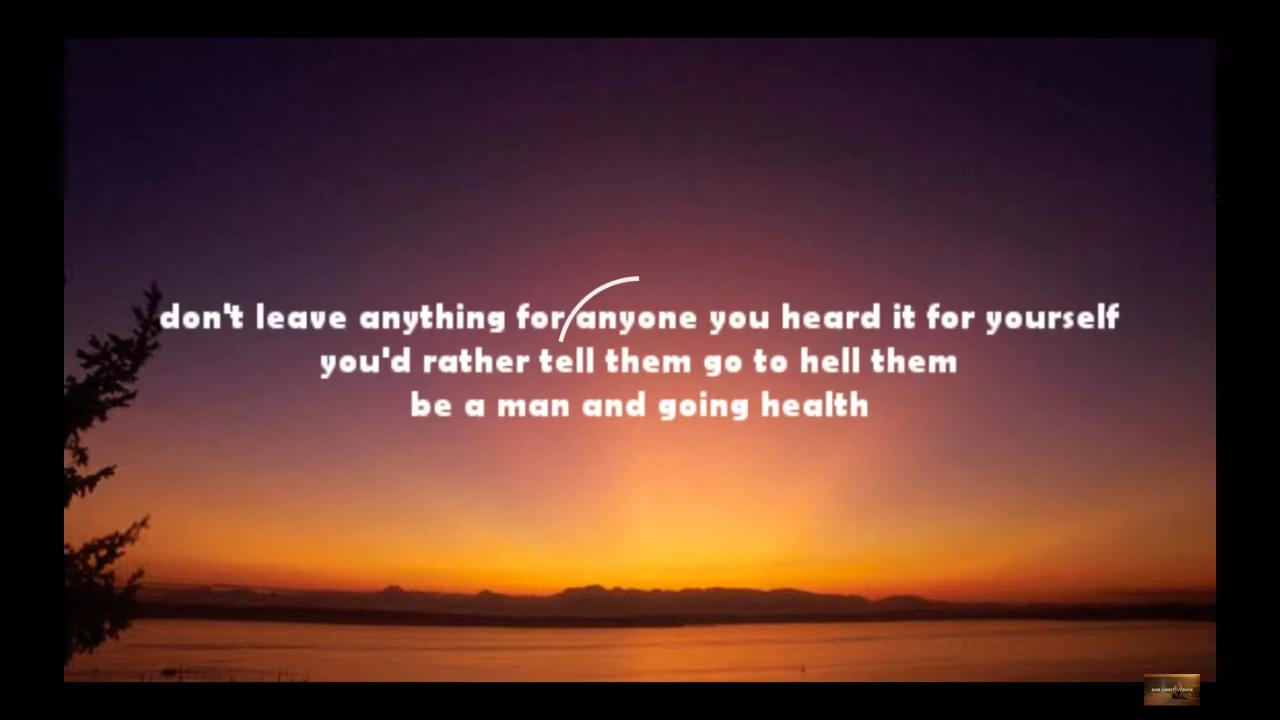 don't leave anything for anyone you heard it for yourself
you'd rather tell them go to hell them
be a man and going health